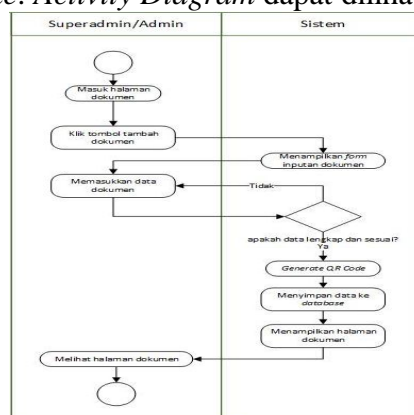 Activity Diagram dapat
Superadmin/Admin
Sistem
Masuk halaman
dokumen
Klik tombol tambah
dokumen
Menampilkan form
inputan dokumen
Memasukkan data
dokumen
Tidak
apakah data lengkap dan sesuai?
Ya
Generate QR Code
Menyimpan data ke
database
Menampilkan halaman
dokumen
Melihat halaman dokumen